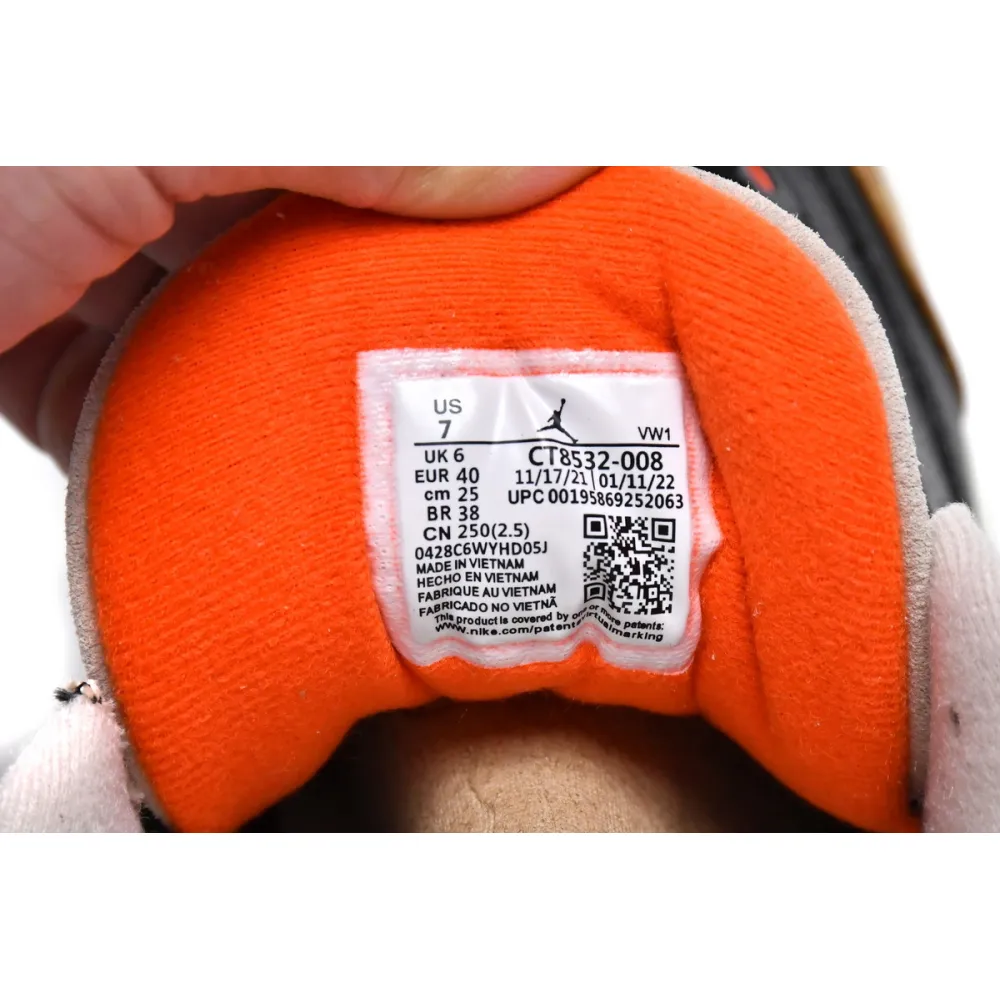 US
7
VW1
UK 6
CT8532-008
EUR 40
11/17/21 01/11/22
cm 25
UPC 00195869252063
BR 38
CN 250(2.5)
0428C6WYHD05J
MADE IN VIETNAM
HECHO EN VIETNAM
FABRIQUE AU VIETNAM
FABRICADO NO VIETNÃ
This product is covered by one or more patents:
www.nike.com/patentvirtualmarking